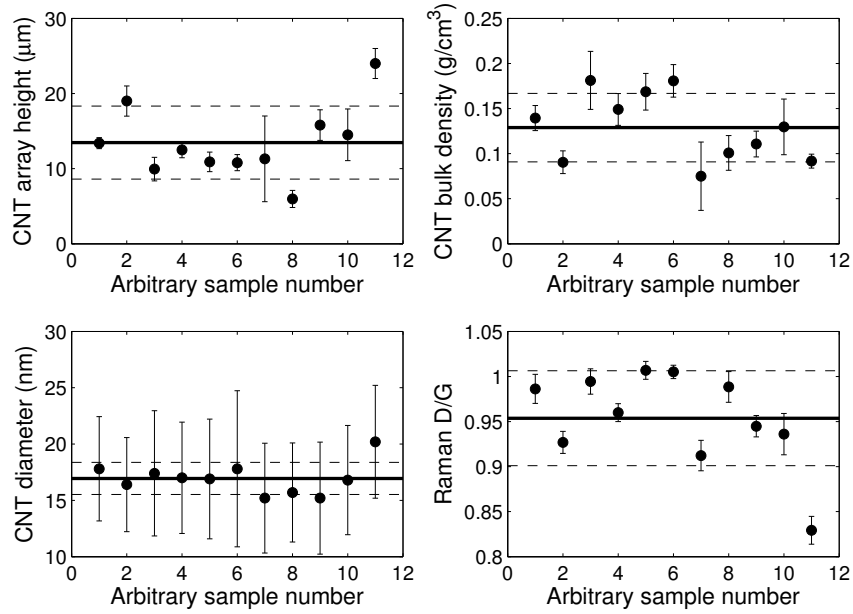 CNT array height (μm)
30
20
10
0
0 2 4 6 8 10 12
Arbitrary sample number
CNT bulk density (g/cm³)
0.25
0.2
0.15
0.1
0.05
0
0 2 4 6 8 10 12
Arbitrary sample number
CNT diameter (nm)
30
25
20
15
10
0 2 4 6 8 10 12
Arbitrary sample number
Raman D/G
1.05
1
0.95
0.9
0.85
0.8
0 2 4 6 8 10 12
Arbitrary sample number